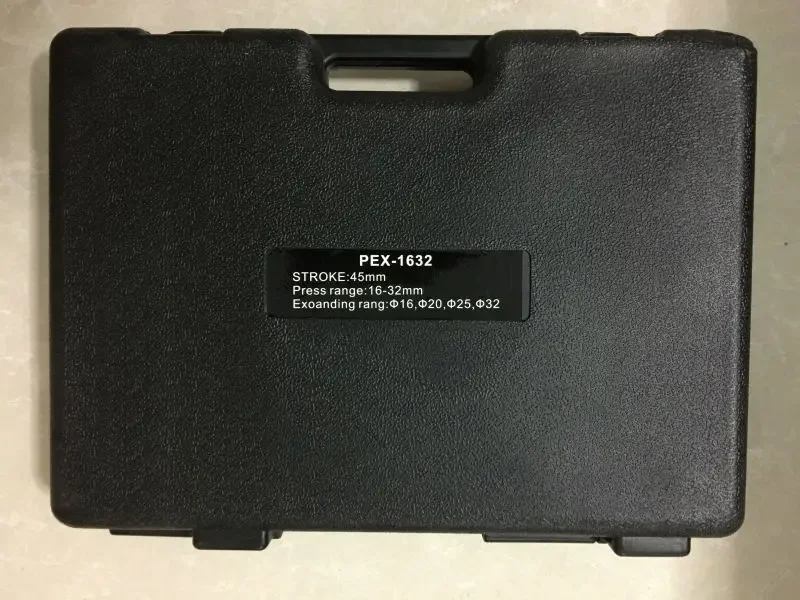 PEX-1632
STROKE:45mm
Press range:16-32mm
Exoanding rang:Φ16,Φ20,Φ25,Φ32